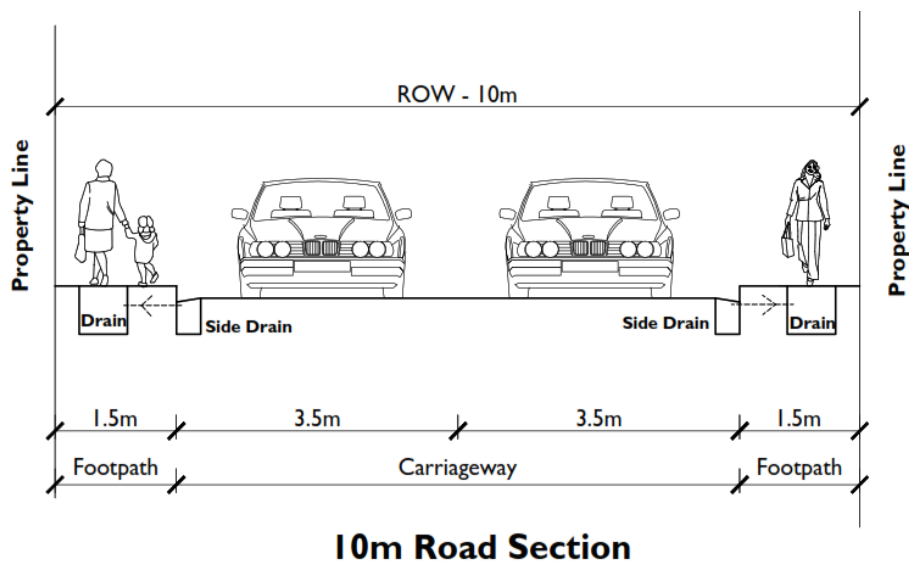 ROW - 10m
Property Line
Property Line
Drain
Side Drain
Side Drain
Drain
1.5m
3.5m
3.5m
1.5m
Footpath
Carriageway
Footpath
10m Road Section